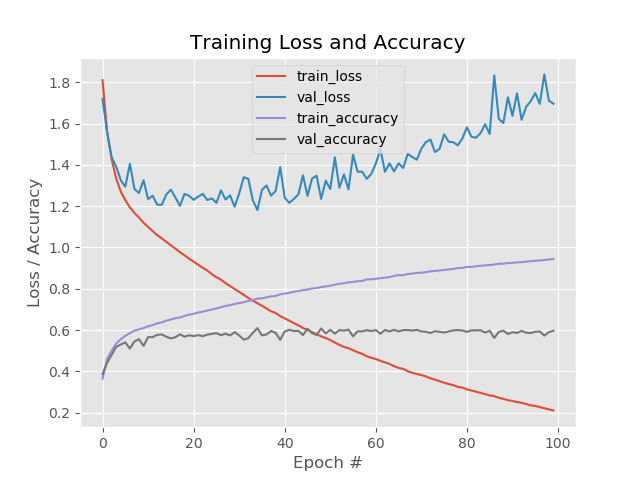 Training Loss and Accuracy
train_loss
val_loss
train_accuracy
val_accuracy
Loss / Accuracy
1.8
1.6
1.4
1.2
1.0
0.8
0.6
0.4
0.2
0
20
40
60
80
100
Epoch #